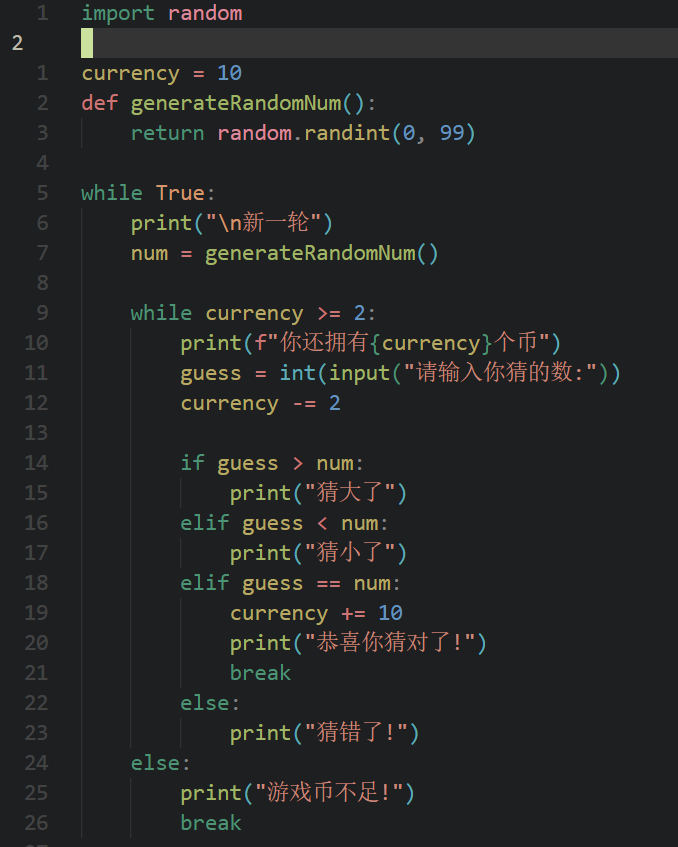 1 import random
2
1 currency = 10
2 def generateRandomNum():
3     return random.randint(0, 99)
4
5 while True:
6     print("\n新一轮")
7     num = generateRandomNum()
8
9     while currency >= 2:
10         print(f"你还拥有{currency}个币")
11         guess = int(input("请输入你猜的数:"))
12         currency -= 2
13
14         if guess > num:
15             print("猜大了")
16         elif guess < num:
17             print("猜小了")
18         elif guess == num:
19             currency += 10
20             print("恭喜你猜对了!")
21             break
22         else:
23             print("猜错了!")
24     else:
25         print("游戏币不足!")
26         break